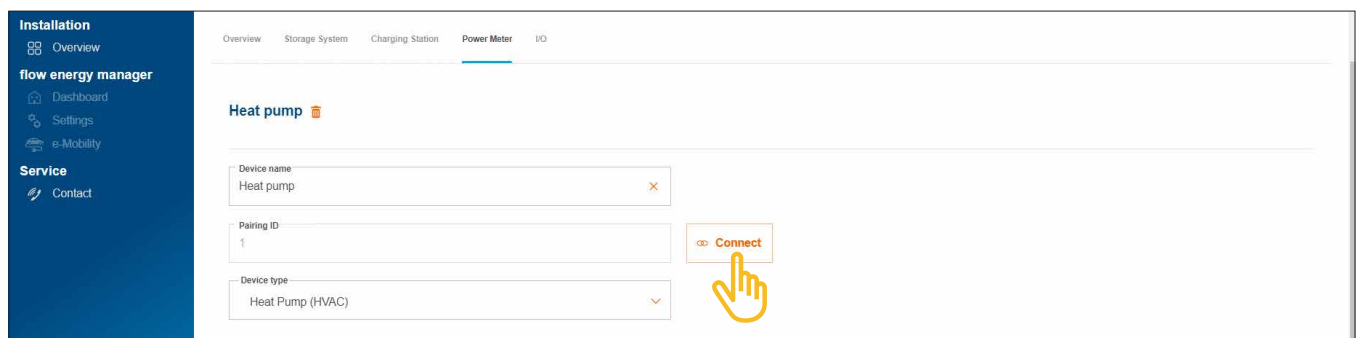 Installation
Overview
flow energy manager
Dashboard
Settings
e-Mobility
Service
Contact
Overview Storage System Charging Station Power Meter I/O
Heat pump
Device name
Heat pump
Pairing ID
1
Connect
Device type
Heat Pump (HVAC)